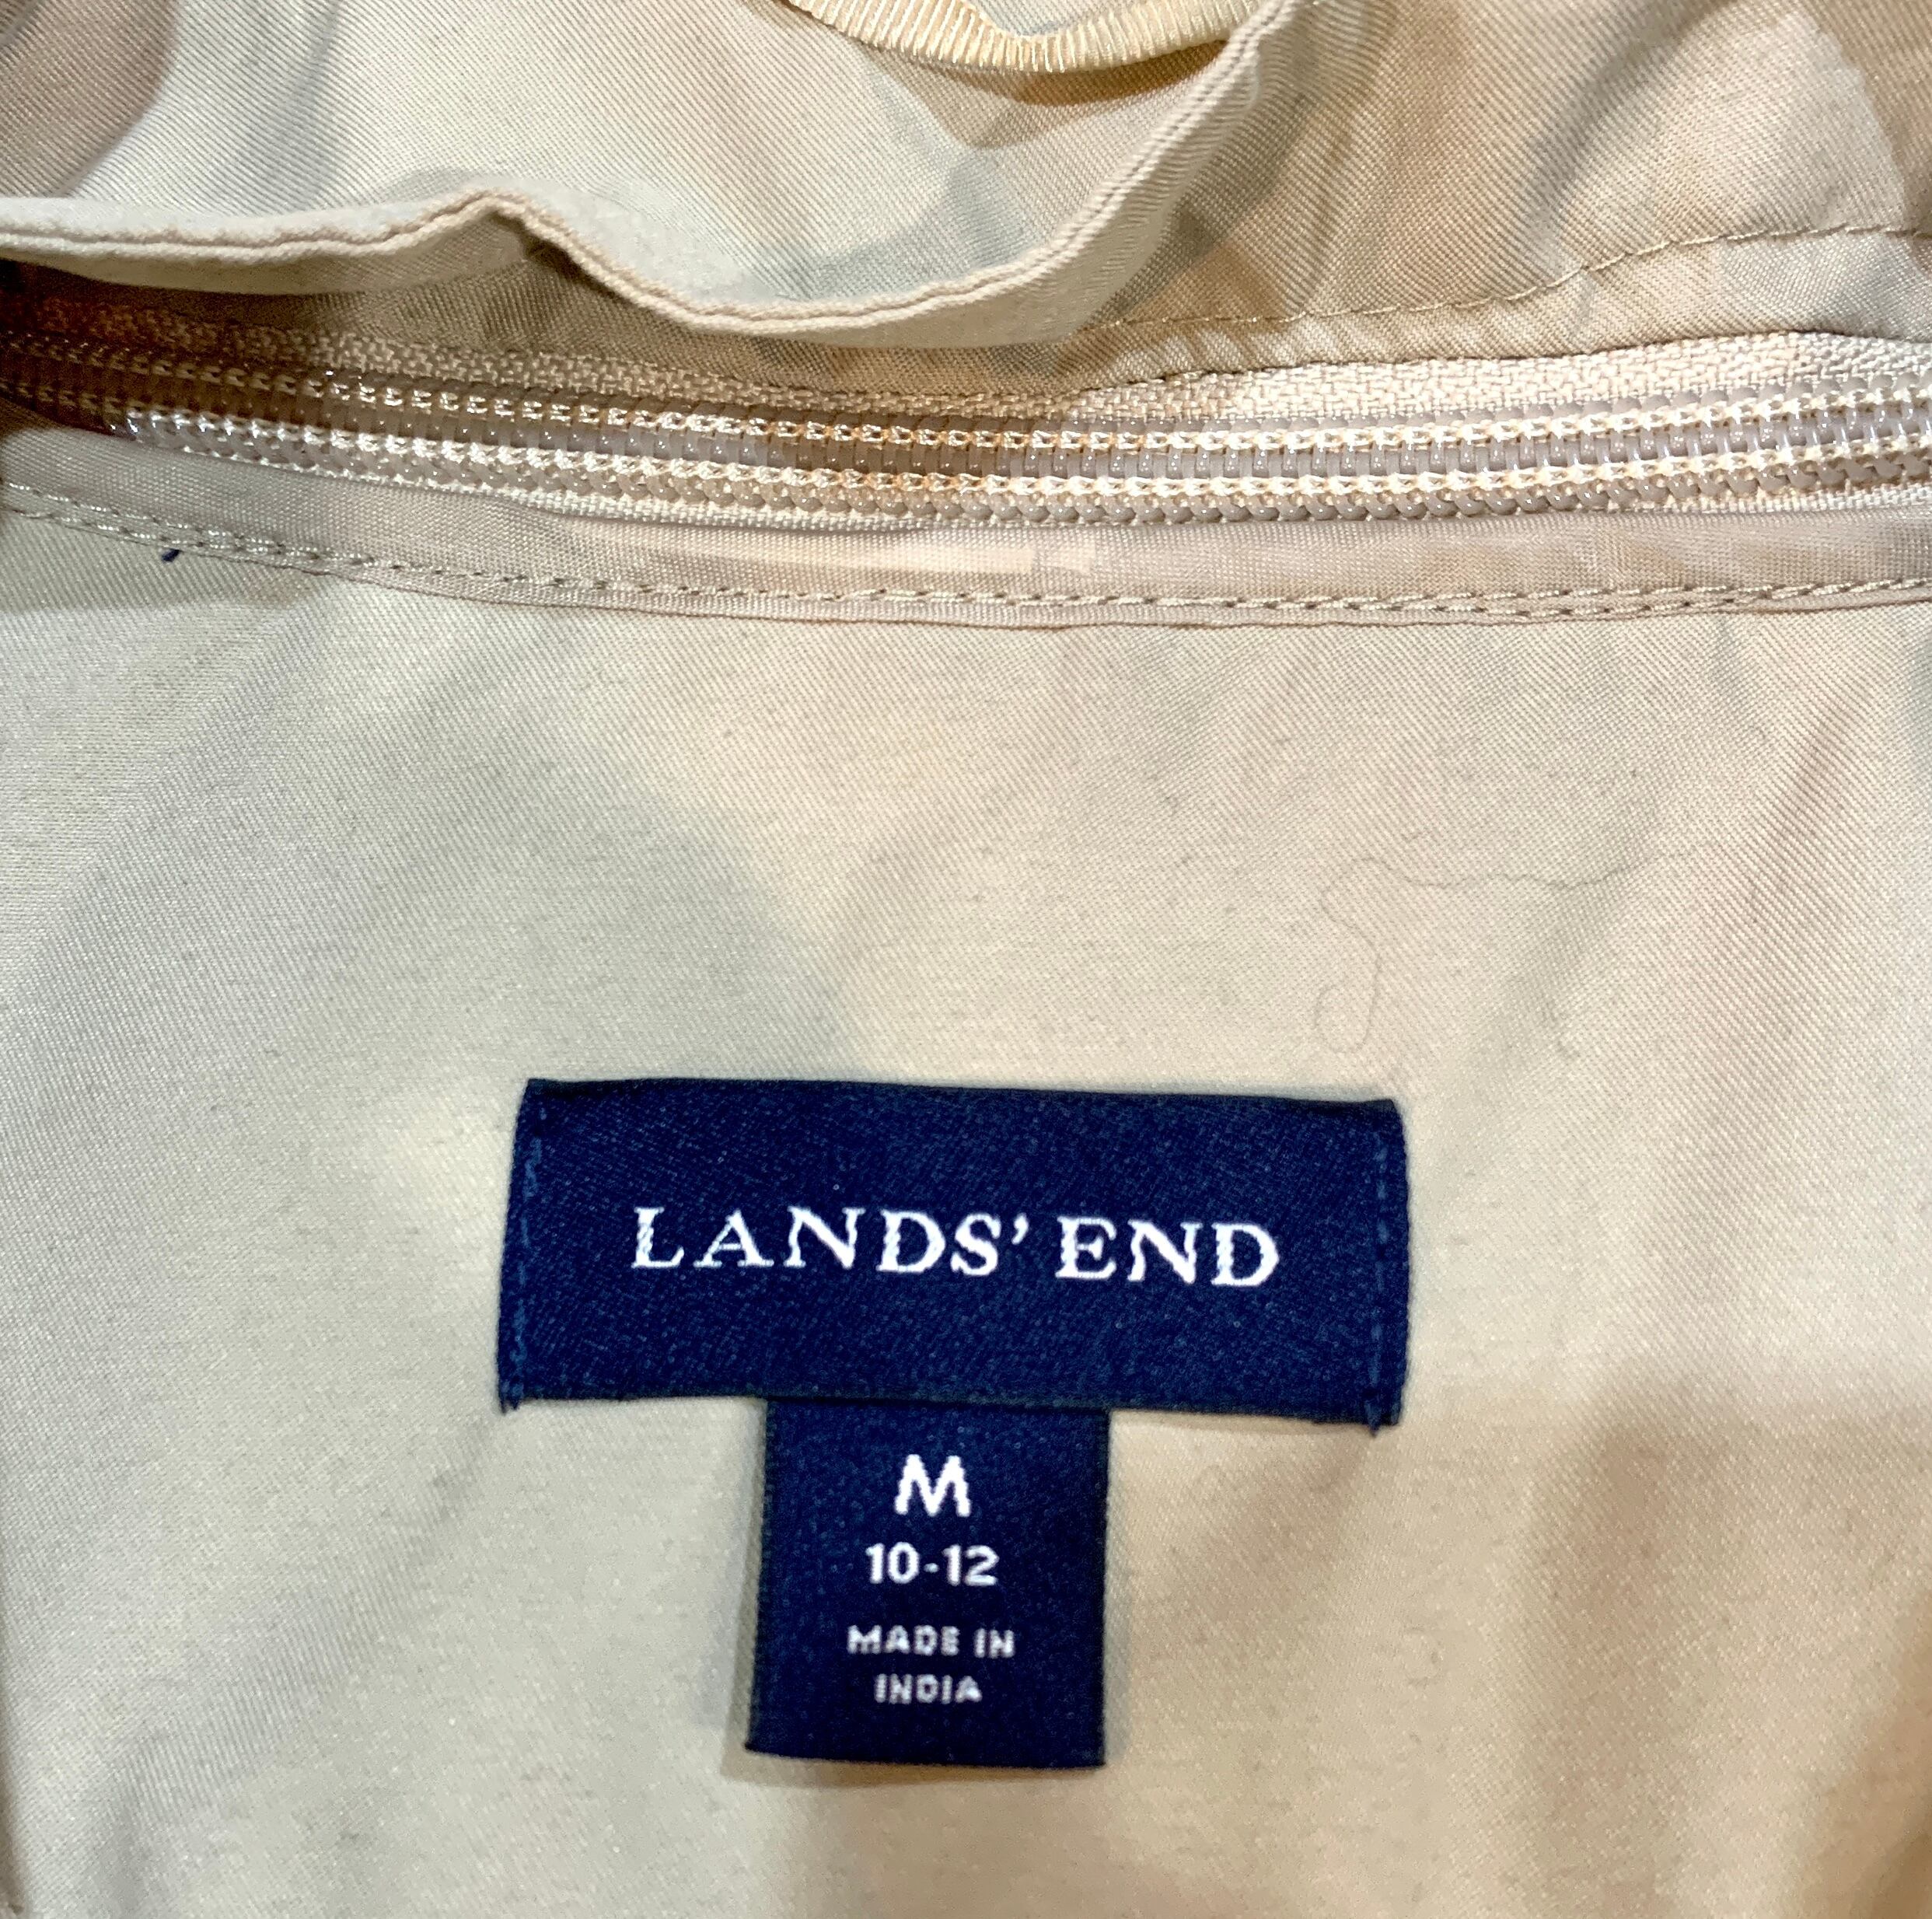 LANDS' END
M
10-12
MADE IN
INDIA